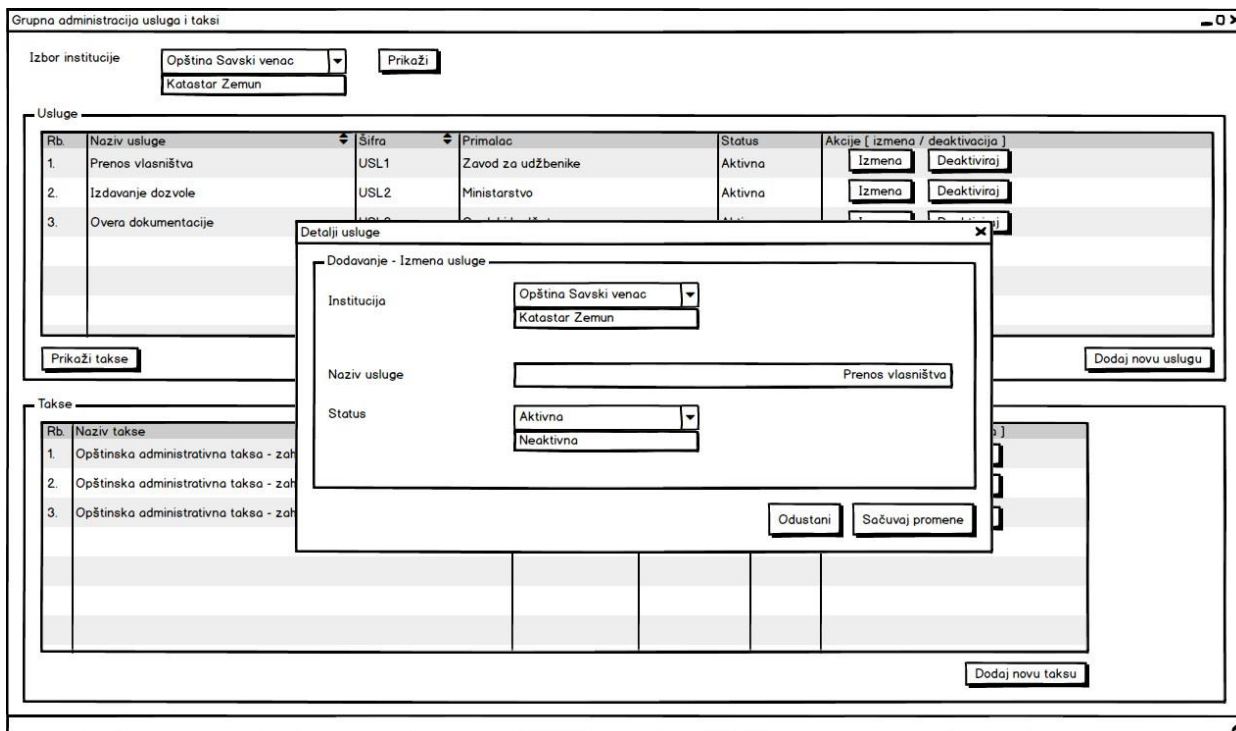 Grupna administracija usluga i taksi
Izbor institucije Opština Savski venac Prikaži
Katastar Zemun
Usluge
Rb. Naziv usluge Šifra Primalac Status Akcije [ izmena / deaktivacija ]
1. Prenos vlasništva USL1 Zavod za udžbenike Aktivna Izmena Deaktiviraj
2. Izdavanje dozvole USL2 Ministarstvo Aktivna Izmena Deaktiviraj
3. Overa dokumentacije
Detalji usluge
Dodavanje - Izmena usluge
Institucija Opština Savski venac
Katastar Zemun
Naziv usluge Prenos vlasništva
Status Aktivna
Neaktivna
Odustani Sačuvaj promene
Prikaži takse Dodaj novu uslugu
Takse
Rb. Naziv takse ]
1. Opštinska administrativna taksa - zah
2. Opštinska administrativna taksa - zah
3. Opštinska administrativna taksa - zah
Dodaj novu taksu